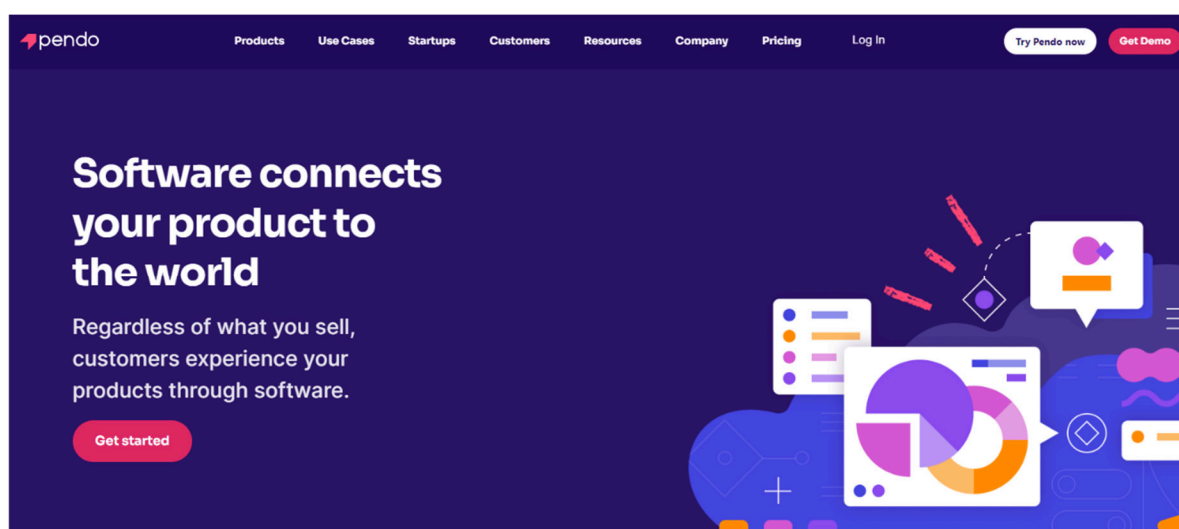 pendo
Products Use Cases Startups Customers Resources Company Pricing Log In Try Pendo now Get Demo
Software connects
your product to
the world
Regardless of what you sell,
customers experience your
products through software.
Get started